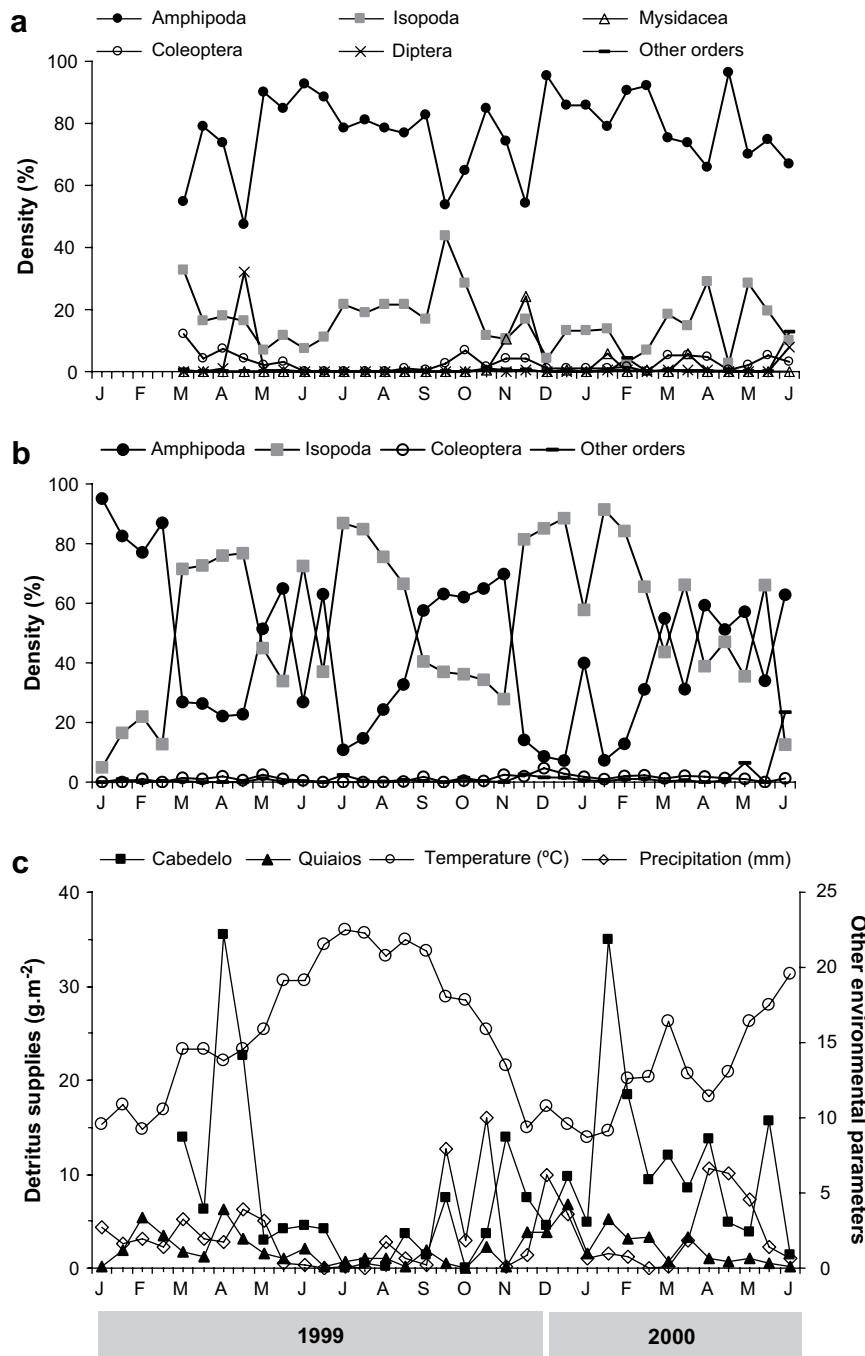 a
Amphipoda Isopoda Mysidacea
Coleoptera Diptera Other orders
Density (%)
100
80
60
40
20
0
J F M A M J J A S O N D J F M A M J
b
Amphipoda Isopoda Coleoptera Other orders
Density (%)
100
80
60
40
20
0
J F M A M J J A S O N D J F M A M J
c
Cabedelo Quiaios Temperature (ºC) Precipitation (mm)
Detritus supplies (g.m-2)
40
30
20
10
0
25
20
15
10
5
0
Other environmental parameters
J F M A M J J A S O N D J F M A M J
1999 2000